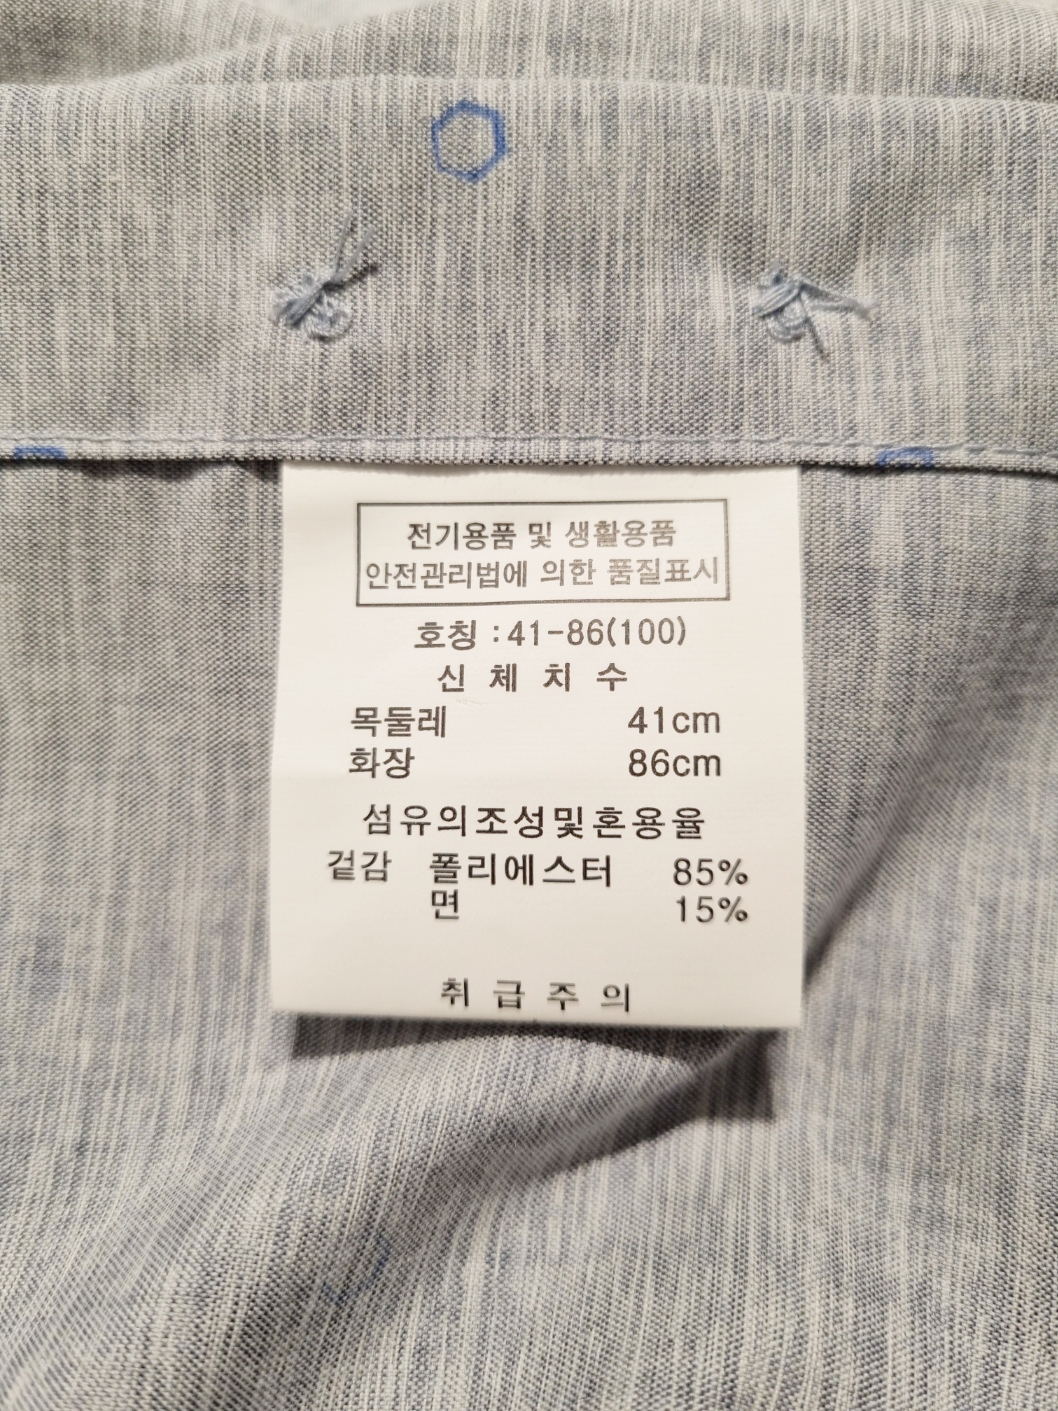 전기용품 및 생활용품
안전관리법에 의한 품질표시
호칭 : 41-86(100)
신 체 치 수
목둘레 41cm
화장 86cm
섬유의조성및혼용율
겉감 폴리에스터 85%
면 15%
취 급 주 의